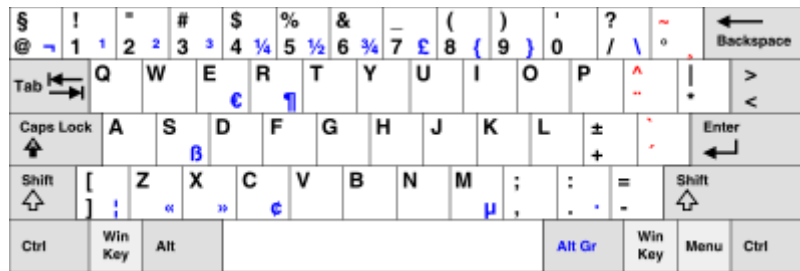 § ! " # $ % & _ ( ) ' ? ~ Backspace
@ ¬ 1 ¹ 2 ² 3 ³ 4 ¼ 5 ½ 6 ¾ 7 £ 8 { 9 } 0 / \ ° ¸
Tab Q W E R T Y U I O P ^ | >
€ ¶ ¨ * <
Caps Lock A S D F G H J K L ± ` Enter
ß + ´
Shift [ Z X C V B N M ; : = Shift
] ¦ « » ¢ µ , . · -
Ctrl Win Key Alt Alt Gr Win Key Menu Ctrl